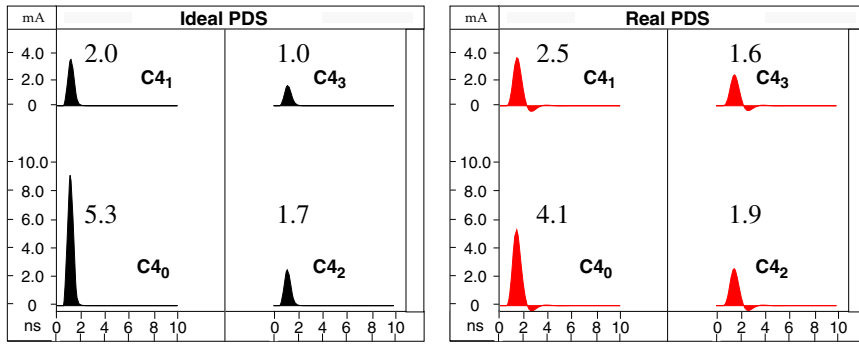 mA Ideal PDS
4.0 2.0 1.0
2.0 C4₁ C4₃
0
10.0
8.0
6.0 5.3 1.7
4.0
2.0 C4₀ C4₂
0
ns 0 2 4 6 8 10 0 2 4 6 8 10
mA Real PDS
4.0 2.5 1.6
2.0 C4₁ C4₃
0
10.0
8.0
6.0 4.1 1.9
4.0
2.0 C4₀ C4₂
0
ns 0 2 4 6 8 10 0 2 4 6 8 10